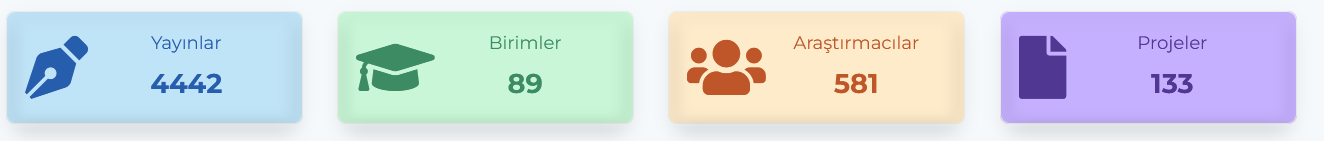 Yayınlar
4442
Birimler
89
Araştırmacılar
581
Projeler
133